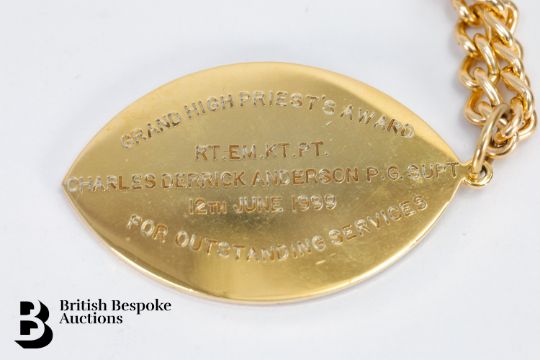 GRAND HIGH PRIEST'S AWARD
RT.EM.KT.PT.
CHARLES DERRICK ANDERSON P.G.SUPT
12TH JUNE 1999
FOR OUTSTANDING SERVICES
B
British Bespoke
Auctions